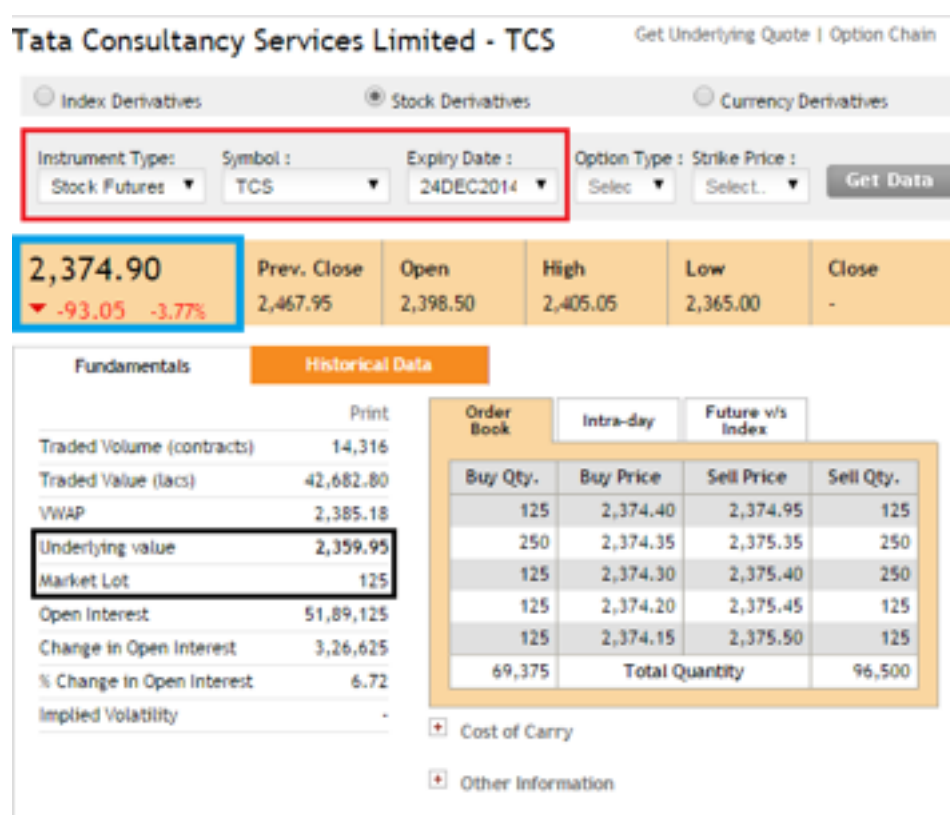 Tata Consultancy Services Limited - TCS
Get Underlying Quote | Option Chain
Index Derivatives Stock Derivatives Currency Derivatives
Instrument Type: Symbol : Expiry Date : Option Type : Strike Price :
Stock Futures TCS 24DEC2014 Selec Select.. Get Data
2,374.90 Prev. Close Open High Low Close
-93.05 -3.77% 2,467.95 2,398.50 2,405.05 2,365.00 -
Fundamentals Historical Data
Print
Traded Volume (contracts) 14,316
Traded Value (lacs) 42,682.80
VWAP 2,385.18
Underlying value 2,359.95
Market Lot 125
Open Interest 51,89,125
Change in Open Interest 3,26,625
% Change in Open Interest 6.72
Implied Volatility -
Order Book Intra-day Future v/s Index
Buy Qty. Buy Price Sell Price Sell Qty.
125 2,374.40 2,374.95 125
250 2,374.35 2,375.35 250
125 2,374.30 2,375.40 250
125 2,374.20 2,375.45 125
125 2,374.15 2,375.50 125
69,375 Total Quantity 96,500
Cost of Carry
Other Information